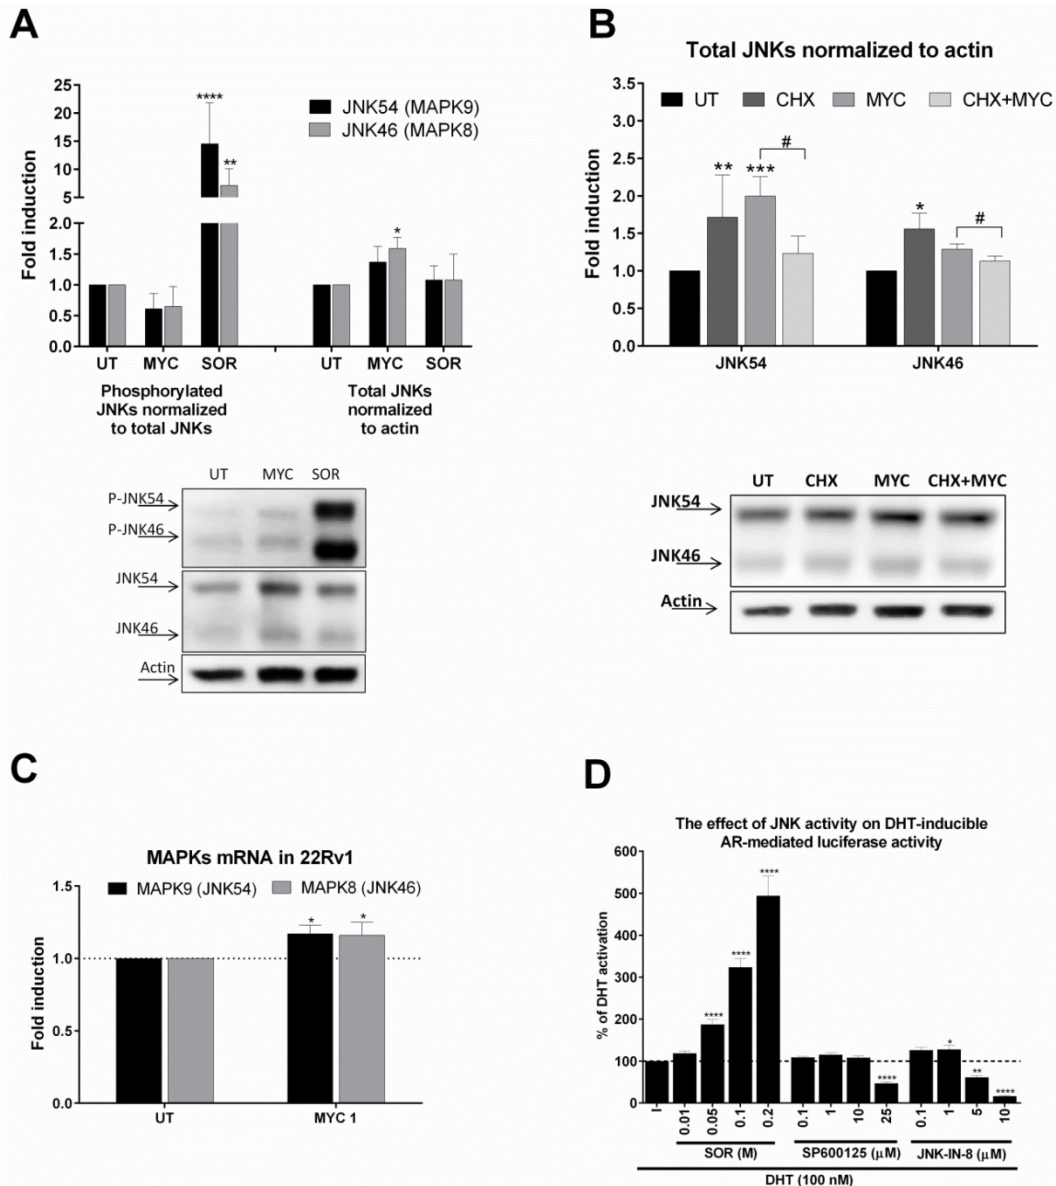 A
Fold induction
25
20
15
10
5
2.0
1.5
1.0
0.5
0.0
****
**
*
JNK54 (MAPK9)
JNK46 (MAPK8)
UT MYC SOR UT MYC SOR
Phosphorylated
JNKs normalized
to total JNKs
Total JNKs
normalized
to actin
UT MYC SOR
P-JNK54
P-JNK46
JNK54
JNK46
Actin
B
Total JNKs normalized to actin
Fold induction
3.5
3.0
2.5
2.0
1.5
1.0
0.5
0.0
UT CHX MYC CHX+MYC
** *** # * #
JNK54 JNK46
UT CHX MYC CHX+MYC
JNK54
JNK46
Actin
C
MAPKs mRNA in 22Rv1
MAPK9 (JNK54) MAPK8 (JNK46)
Fold induction
1.5
1.0
0.5
0.0
* *
UT MYC 1
D
The effect of JNK activity on DHT-inducible
AR-mediated luciferase activity
% of DHT activation
600
500
400
300
200
100
0
**** **** **** **** * ** ****
I 0.01 0.05 0.1 0.2 0.1 1 10 25 0.1 1 5 10
SOR (M) SP600125 (μM) JNK-IN-8 (μM)
DHT (100 nM)